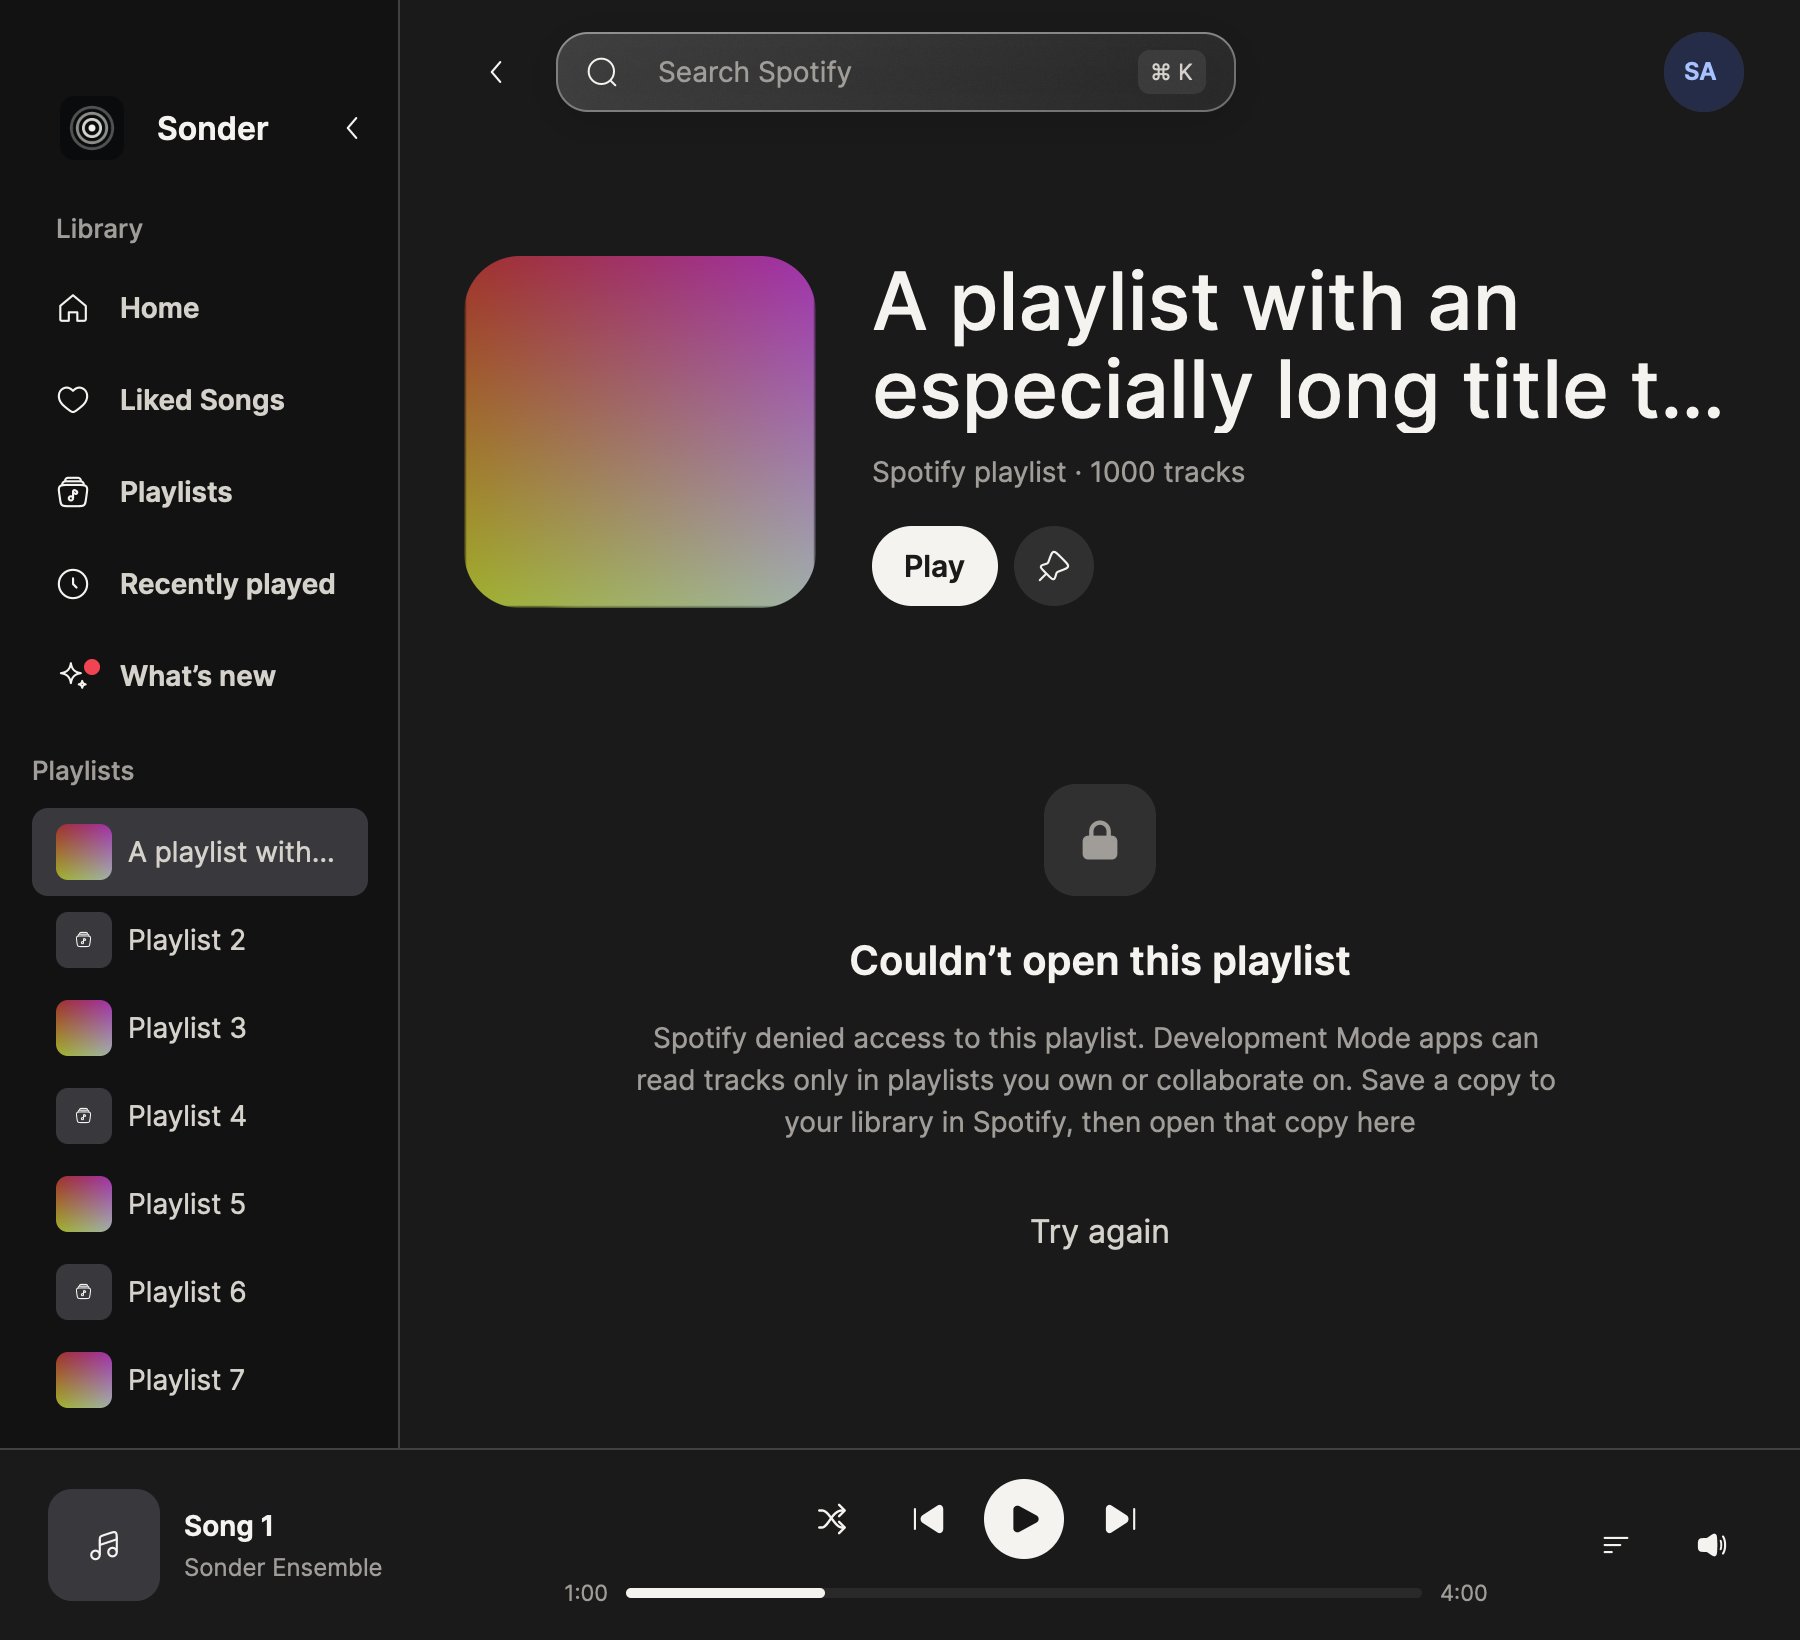 Search Spotify
⌘ K
SA
Sonder
Library
Home
Liked Songs
Playlists
Recently played
What’s new
Playlists
A playlist with...
Playlist 2
Playlist 3
Playlist 4
Playlist 5
Playlist 6
Playlist 7
A playlist with an
especially long title t...
Spotify playlist · 1000 tracks
Play
Couldn’t open this playlist
Spotify denied access to this playlist. Development Mode apps can
read tracks only in playlists you own or collaborate on. Save a copy to
your library in Spotify, then open that copy here
Try again
Song 1
Sonder Ensemble
1:00
4:00